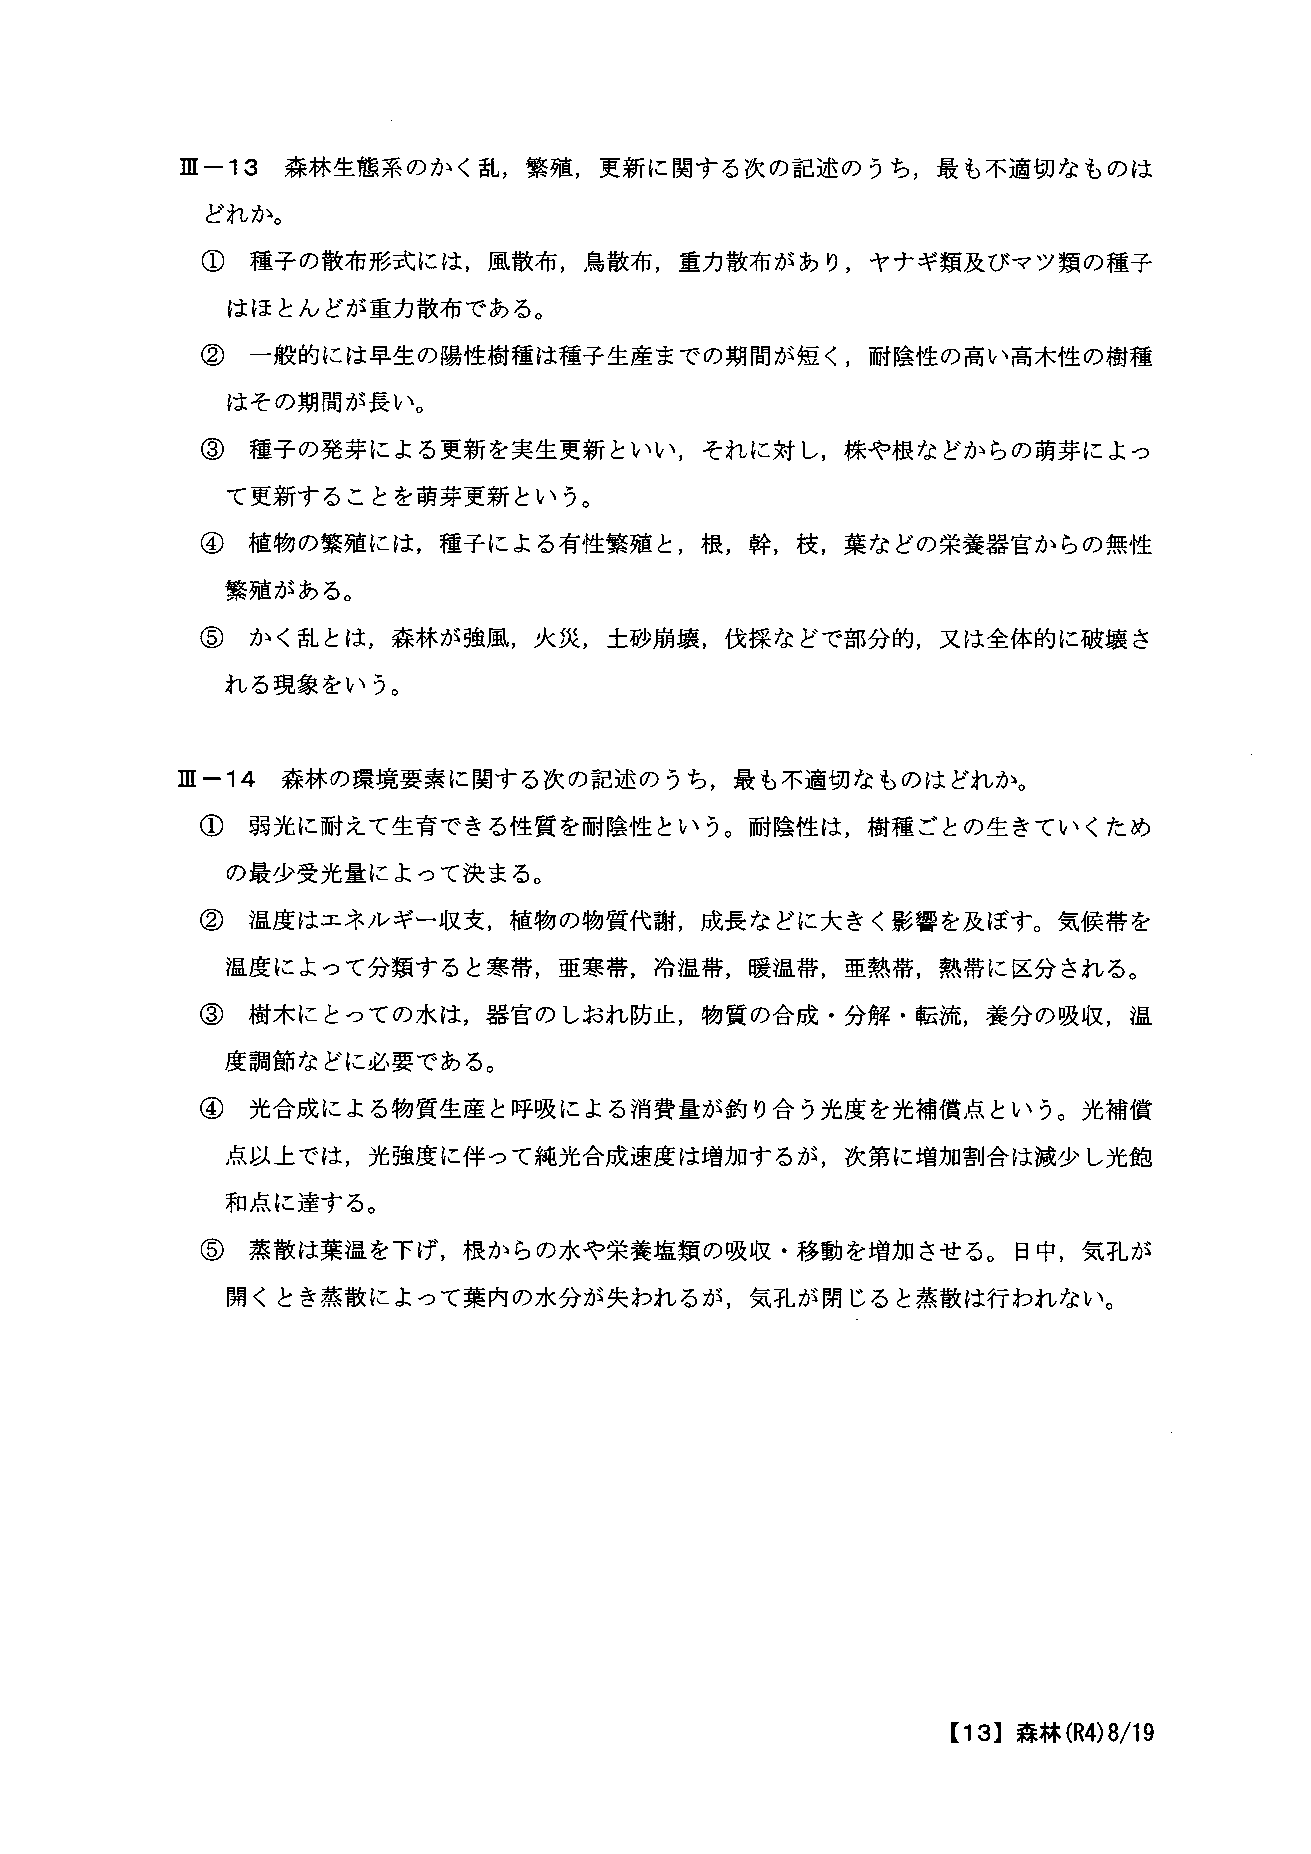 Ⅲ－13　森林生態系のかく乱，繁殖，更新に関する次の記述のうち，最も不適切なものは
どれか。
①　種子の散布形式には，風散布，鳥散布，重力散布があり，ヤナギ類及びマツ類の種子
はほとんどが重力散布である。
②　一般的には早生の陽性樹種は種子生産までの期間が短く，耐陰性の高い高木性の樹種
はその期間が長い。
③　種子の発芽による更新を実生更新といい，それに対し，株や根などからの萌芽によっ
て更新することを萌芽更新という。
④　植物の繁殖には，種子による有性繁殖と，根，幹，枝，葉などの栄養器官からの無性
繁殖がある。
⑤　かく乱とは，森林が強風，火災，土砂崩壊，伐採などで部分的，又は全体的に破壊さ
れる現象をいう。
Ⅲ－14　森林の環境要素に関する次の記述のうち，最も不適切なものはどれか。
①　弱光に耐えて生育できる性質を耐陰性という。耐陰性は，樹種ごとの生きていくため
の最少受光量によって決まる。
②　温度はエネルギー収支，植物の物質代謝，成長などに大きく影響を及ぼす。気候帯を
温度によって分類すると寒帯，亜寒帯，冷温帯，暖温帯，亜熱帯，熱帯に区分される。
③　樹木にとっての水は，器官のしおれ防止，物質の合成・分解・転流，養分の吸収，温
度調節などに必要である。
④　光合成による物質生産と呼吸による消費量が釣り合う光度を光補償点という。光補償
点以上では，光強度に伴って純光合成速度は増加するが，次第に増加割合は減少し光飽
和点に達する。
⑤　蒸散は葉温を下げ，根からの水や栄養塩類の吸収・移動を増加させる。日中，気孔が
開くとき蒸散によって葉内の水分が失われるが，気孔が閉じると蒸散は行われない。
【13】森林(R4)8/19